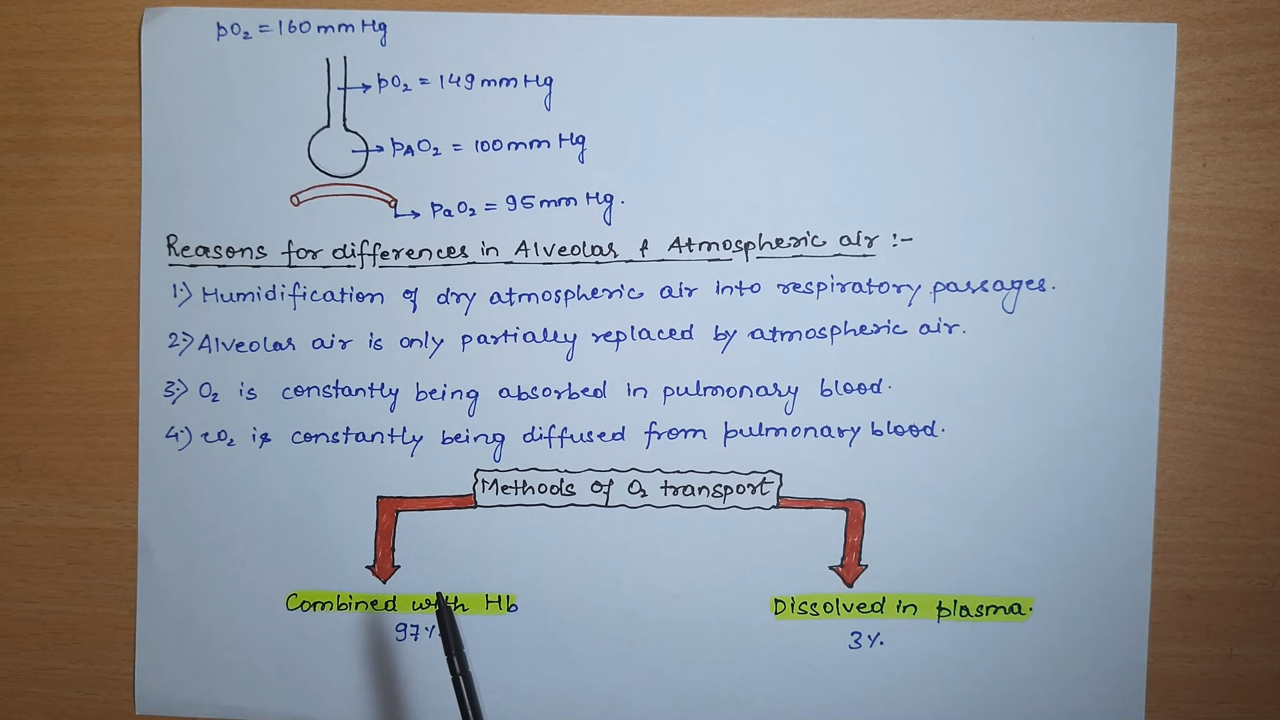 pO₂ = 160 mm Hg
pO₂ = 149 mm Hg
pAO₂ = 100 mm Hg
PaO₂ = 95 mm Hg.
Reasons for differences in Alveolar & Atmospheric air :-
1) Humidification of dry atmospheric air into respiratory passages.
2) Alveolar air is only partially replaced by atmospheric air.
3) O₂ is constantly being absorbed in pulmonary blood.
4) CO₂ is constantly being diffused from pulmonary blood.
Methods of O₂ transport
Combined with Hb
97%
Dissolved in plasma.
3%.